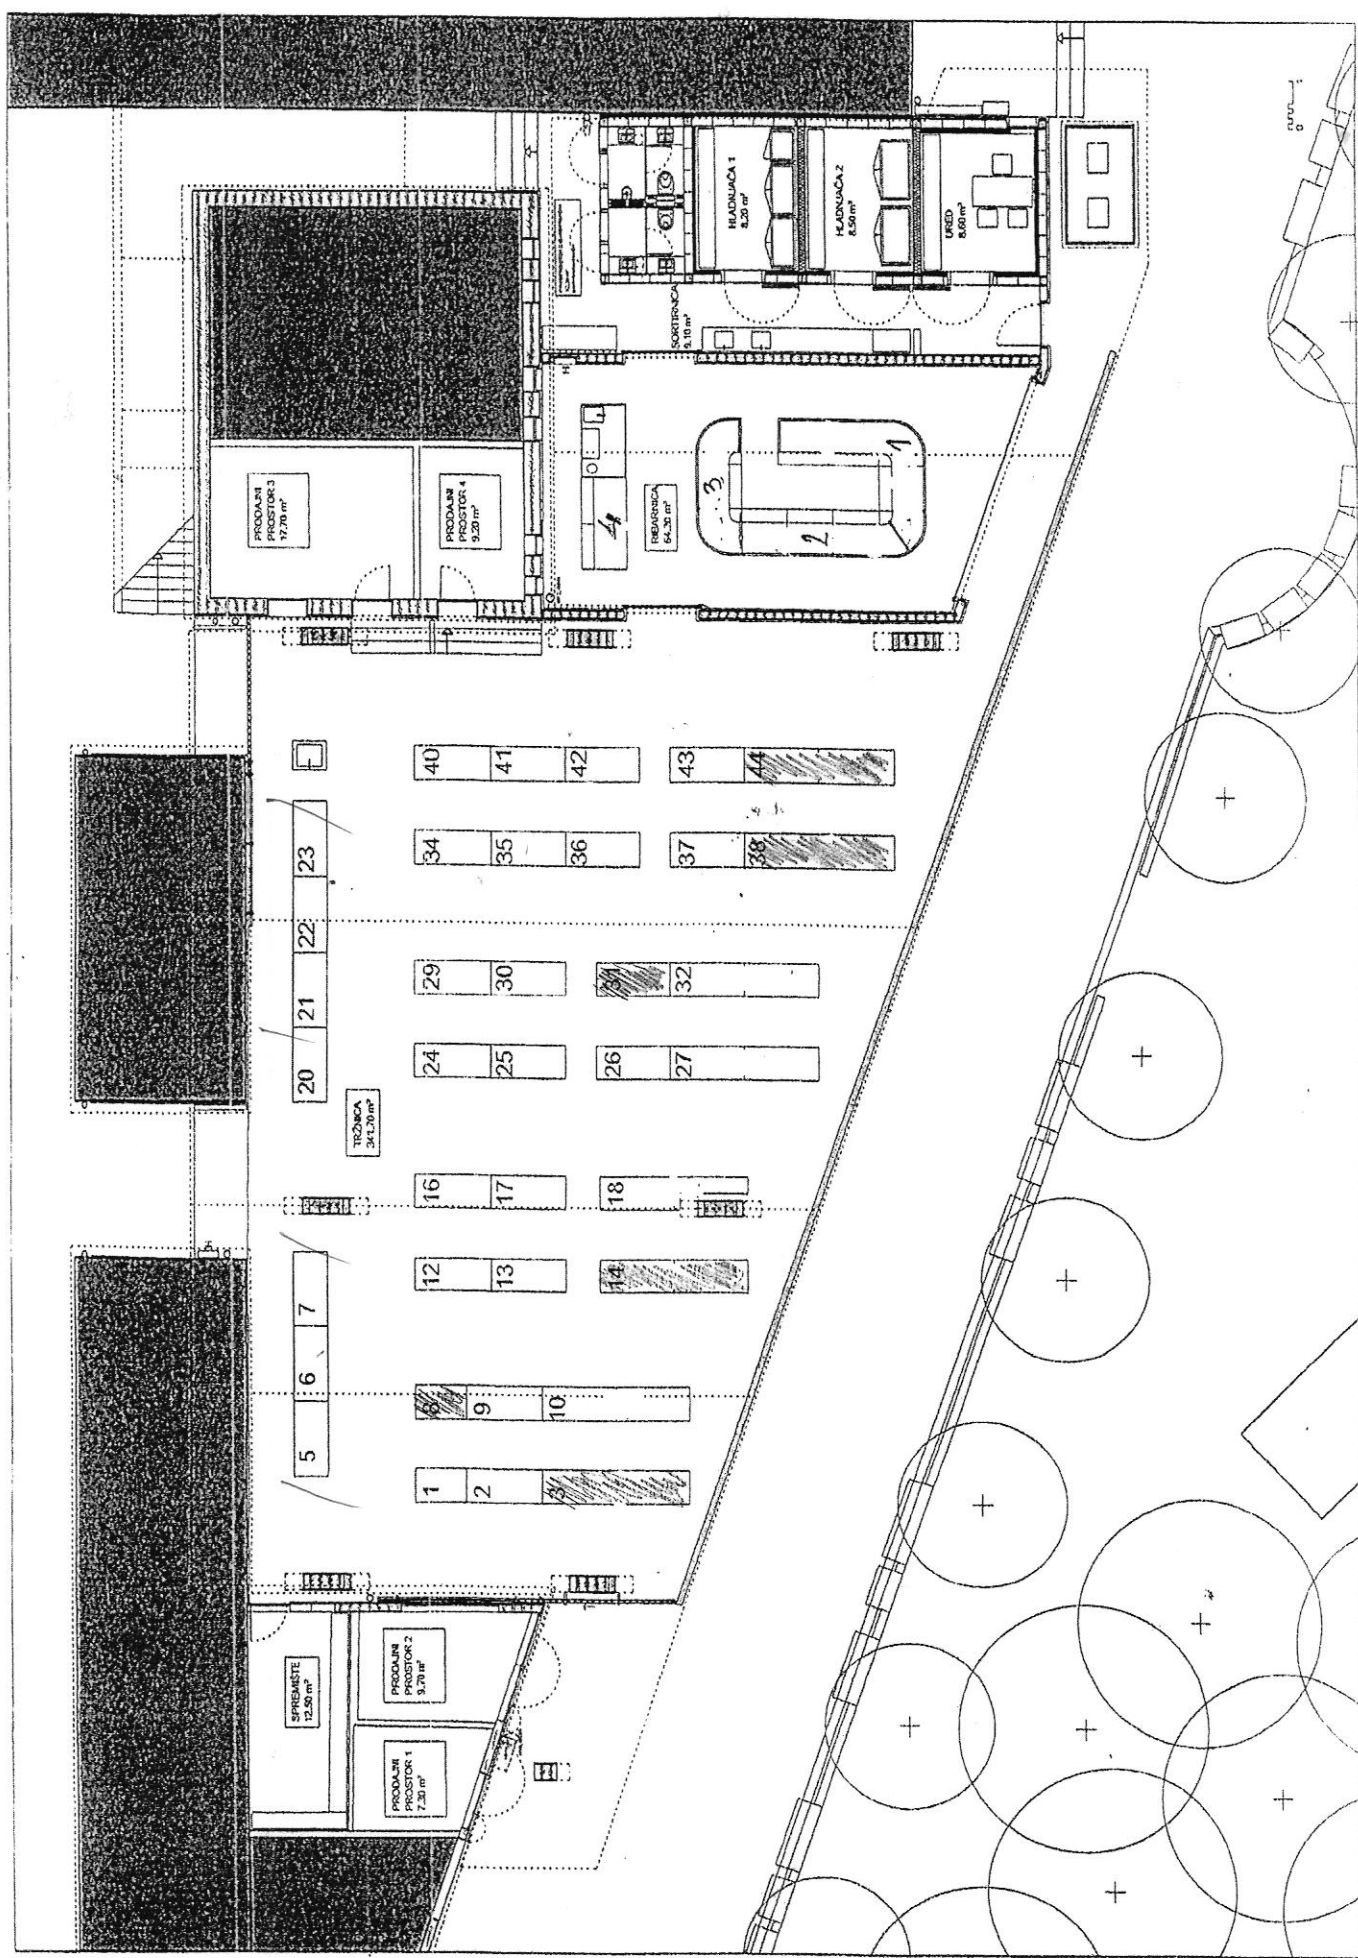 HLADNJAČA 1
8,20 m²
HLADNJAČA 2
8,50 m²
URED
8,60 m²
SORTIRNICA
9,10 m²
PRODAJNI
PROSTOR 3
17,70 m²
PRODAJNI
PROSTOR 4
9,20 m²
RIBARNICA
64,30 m²
1
2
3
4
H
40
41
42
43
44
34
35
36
37
38
23
22
21
20
29
30
31
32
24
25
26
27
TRŽNICA
341,70 m²
16
17
18
12
13
14
H
7
6
5
8
9
10
1
2
3
SPREMIŠTE
12,50 m²
PRODAJNI
PROSTOR 2
9,70 m²
PRODAJNI
PROSTOR 1
7,30 m²